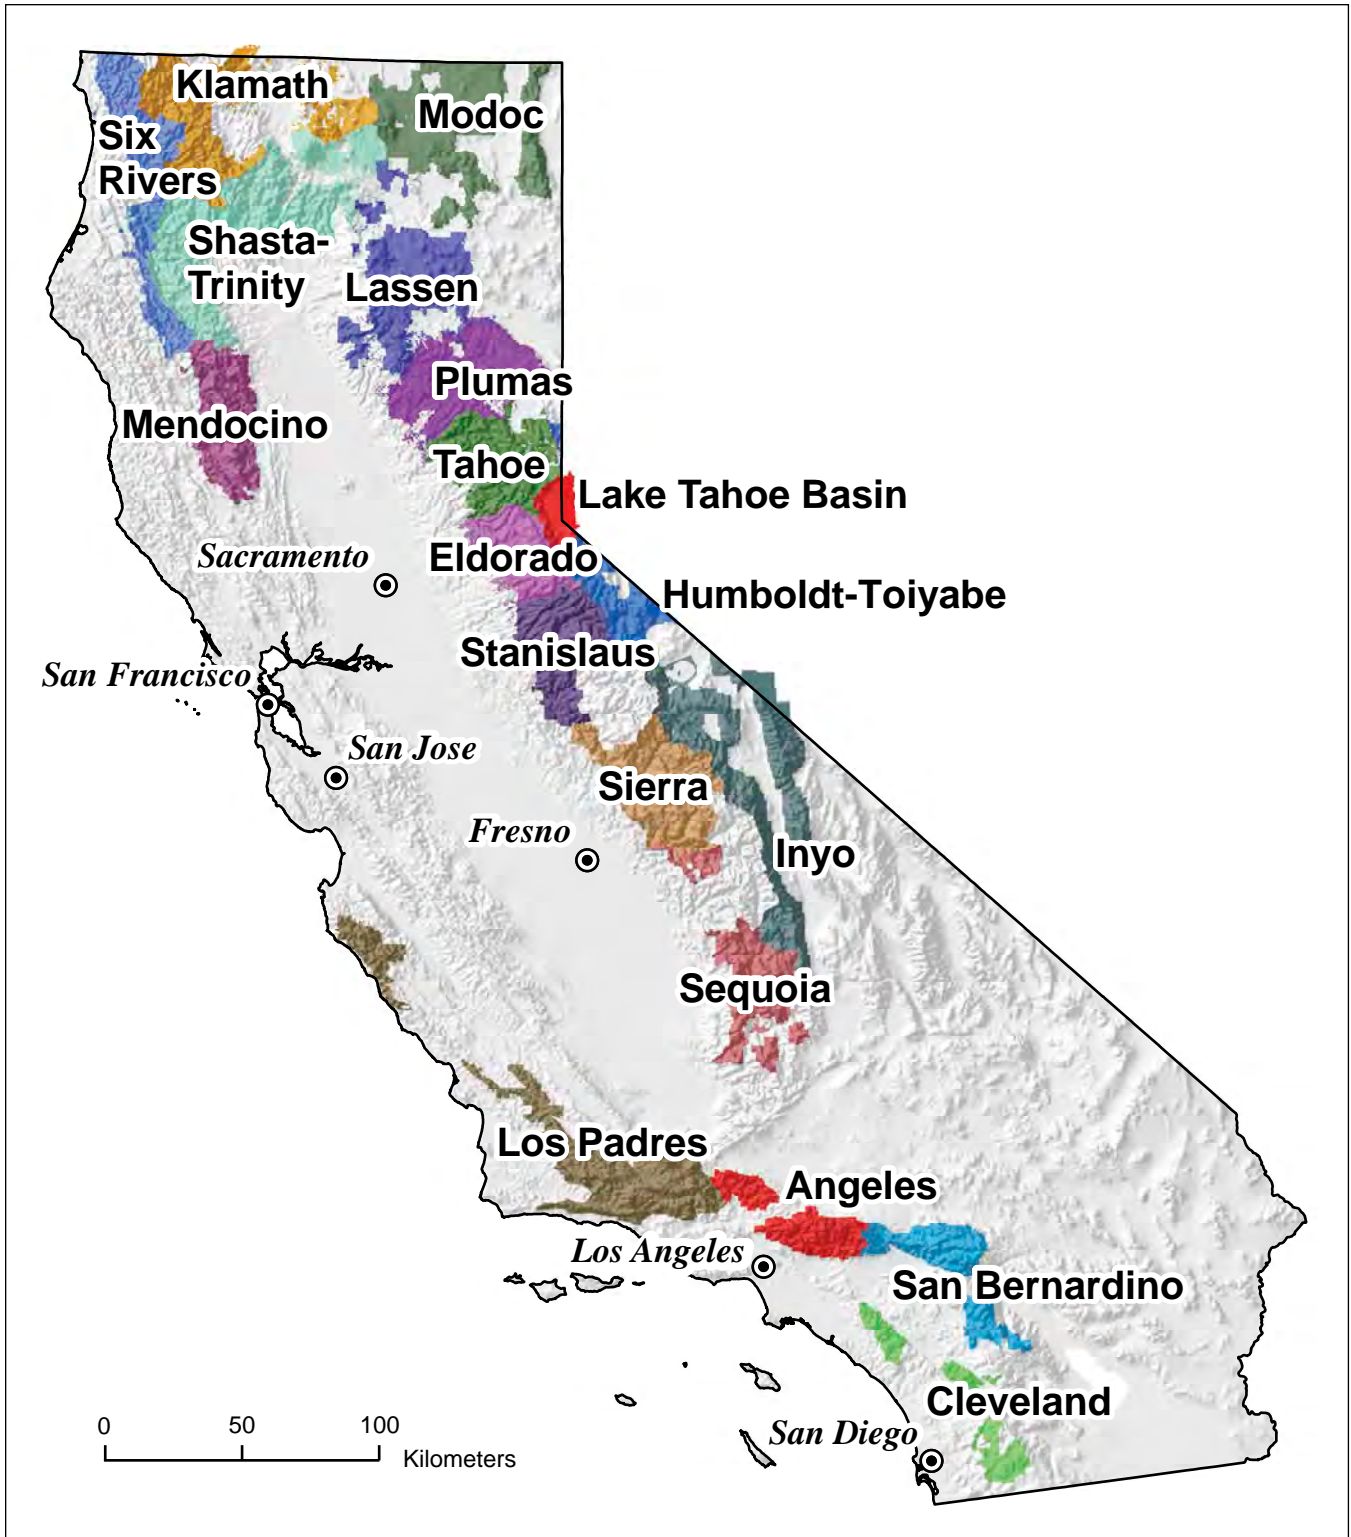 Klamath
Modoc
Six
Rivers
Shasta-
Trinity
Lassen
Plumas
Mendocino
Tahoe
Lake Tahoe Basin
Sacramento
Eldorado
Humboldt-Toiyabe
Stanislaus
San Francisco
San Jose
Sierra
Fresno
Inyo
Sequoia
Los Padres
Angeles
Los Angeles
San Bernardino
Cleveland
San Diego
0 50 100
Kilometers